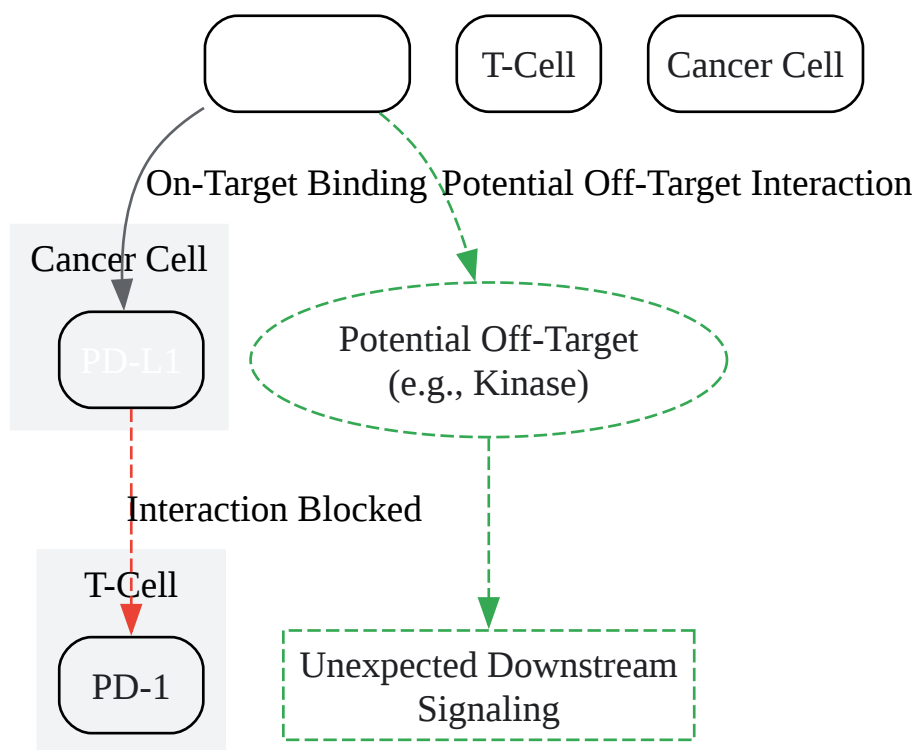 T-Cell
Cancer Cell
On-Target Binding
Potential Off-Target Interaction
Cancer Cell
PD-L1
Potential Off-Target
(e.g., Kinase)
Interaction Blocked
T-Cell
PD-1
Unexpected Downstream
Signaling